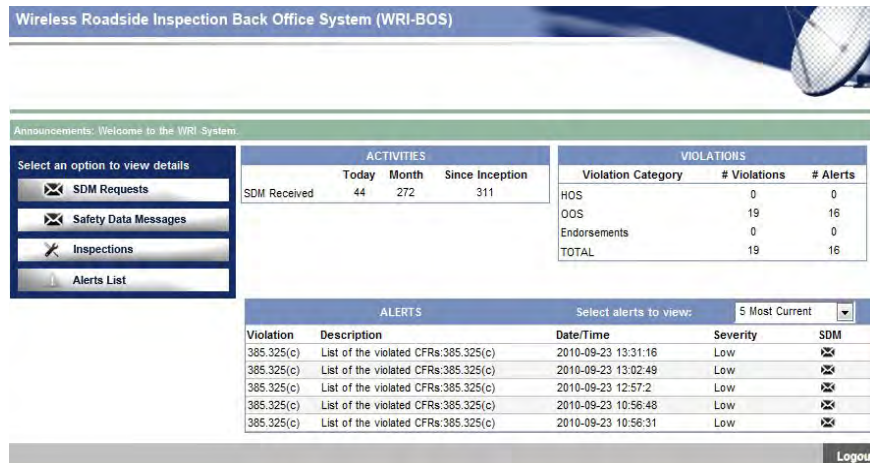 Wireless Roadside Inspection Back Office System (WRI-BOS)
Announcements: Welcome to the WRI System.
Select an option to view details
SDM Requests
Safety Data Messages
Inspections
Alerts List
ACTIVITIES
Today Month Since Inception
SDM Received 44 272 311
VIOLATIONS
Violation Category # Violations # Alerts
HOS 0 0
OOS 19 16
Endorsements 0 0
TOTAL 19 16
ALERTS Select alerts to view: 5 Most Current
Violation Description Date/Time Severity SDM
385.325(c) List of the violated CFRs:385.325(c) 2010-09-23 13:31:16 Low
385.325(c) List of the violated CFRs:385.325(c) 2010-09-23 13:02:49 Low
385.325(c) List of the violated CFRs:385.325(c) 2010-09-23 12:57:2 Low
385.325(c) List of the violated CFRs:385.325(c) 2010-09-23 10:56:48 Low
385.325(c) List of the violated CFRs:385.325(c) 2010-09-23 10:56:31 Low
Logou